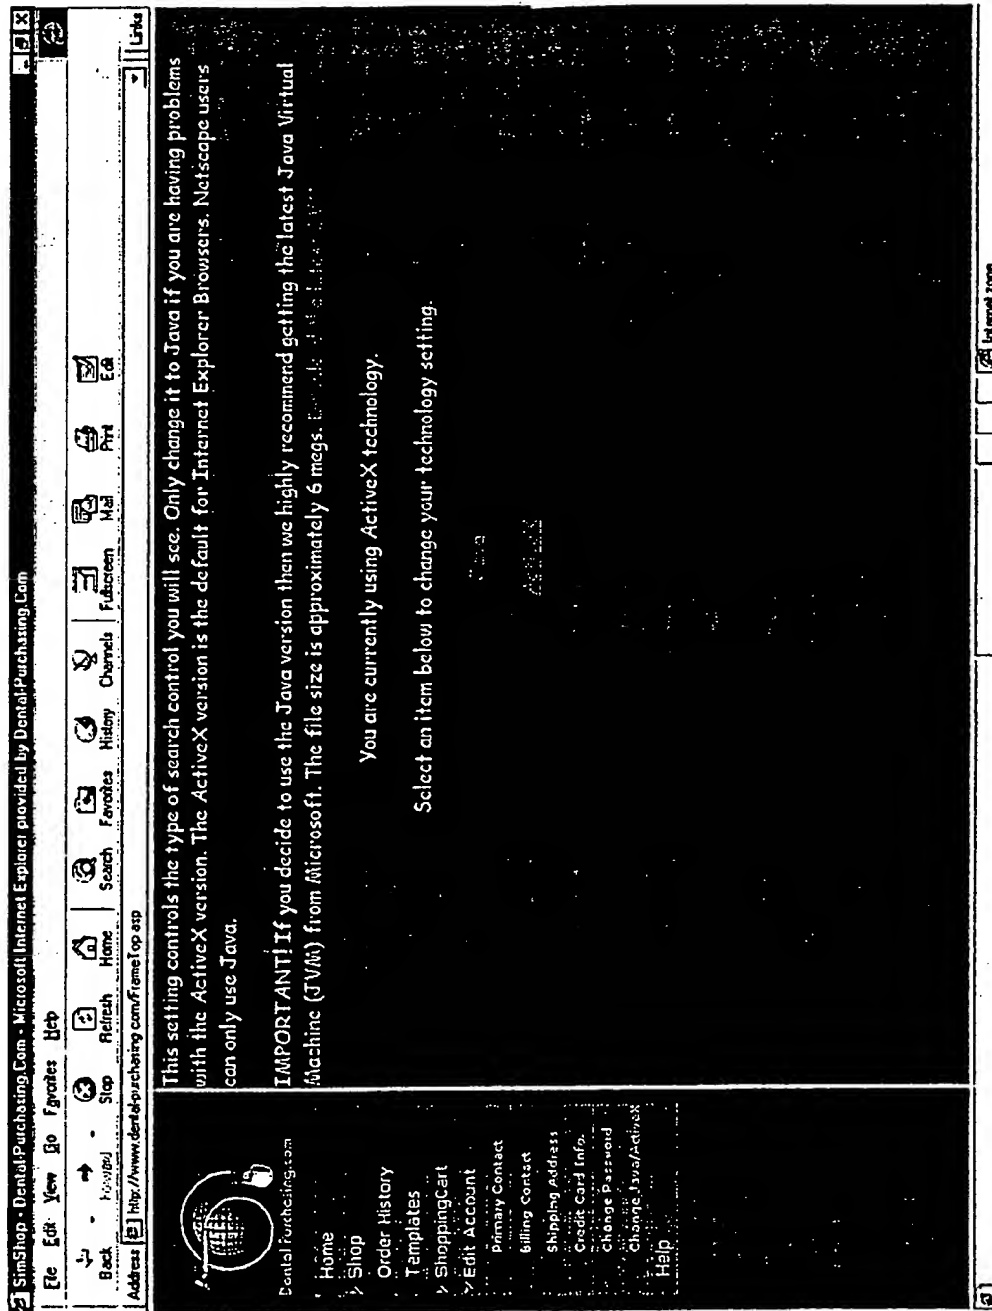 SimShop - Dental-Purchasing.Com - Microsoft Internet Explorer provided by Dental-Purchasing.Com
File Edit View Go Favorites Help
Back Forward Stop Refresh Home Search Favorites History Channels Fullscreen Mail Print Edit
Address http://www.dental-purchasing.com/FrameTop.asp Links
Dental Purchasing.com
Home
Shop
Order History
Templates
ShoppingCart
Edit Account
Primary Contact
Billing Contact
Shipping Address
Credit Card Info.
Change Password
Change Java/ActiveX
Help
This setting controls the type of search control you will see. Only change it to Java if you are having problems
with the ActiveX version. The ActiveX version is the default for Internet Explorer Browsers. Netscape users
can only use Java.
IMPORTANT! If you decide to use the Java version then we highly recommend getting the latest Java Virtual
Machine (JVM) from Microsoft. The file size is approximately 6 megs.
You are currently using ActiveX technology.
Select an item below to change your technology setting.
Java
ActiveX
Internet zone